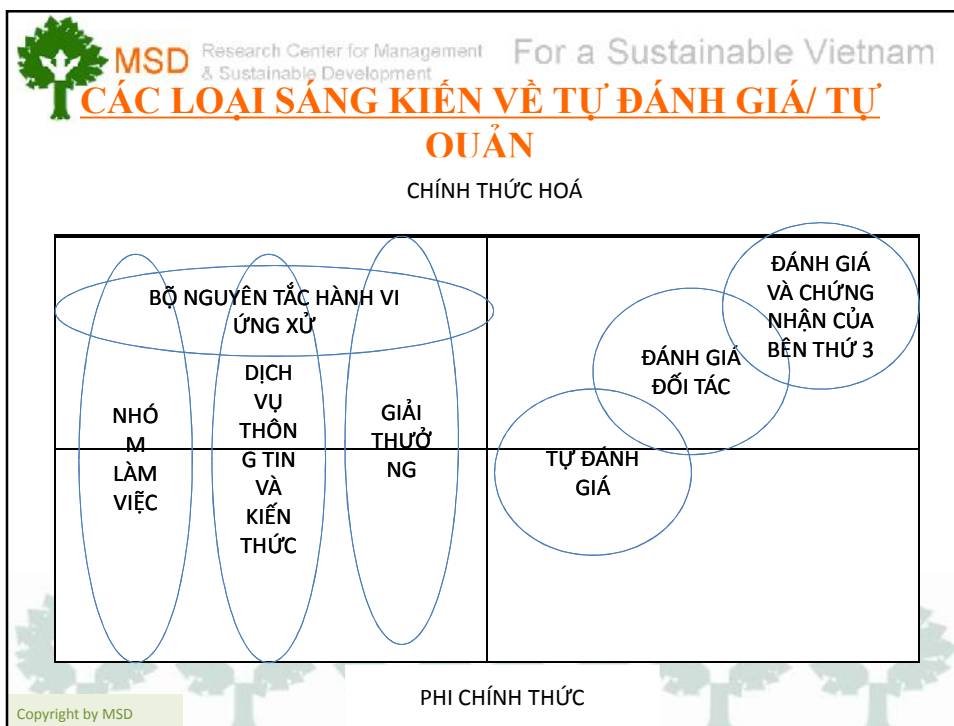 MSD
Research Center for Management
& Sustainable Development
For a Sustainable Vietnam
CÁC LOẠI SÁNG KIẾN VỀ TỰ ĐÁNH GIÁ/ TỰ
QUẢN
CHÍNH THỨC HOÁ
BỘ NGUYÊN TẮC HÀNH VI
ỨNG XỬ
NHÓ
M
LÀM
VIỆC
DỊCH
VỤ
THÔN
G TIN
VÀ
KIẾN
THỨC
GIẢI
THƯỞ
NG
TỰ ĐÁNH
GIÁ
ĐÁNH GIÁ
ĐỐI TÁC
ĐÁNH GIÁ
VÀ CHỨNG
NHẬN CỦA
BÊN THỨ 3
PHI CHÍNH THỨC
Copyright by MSD